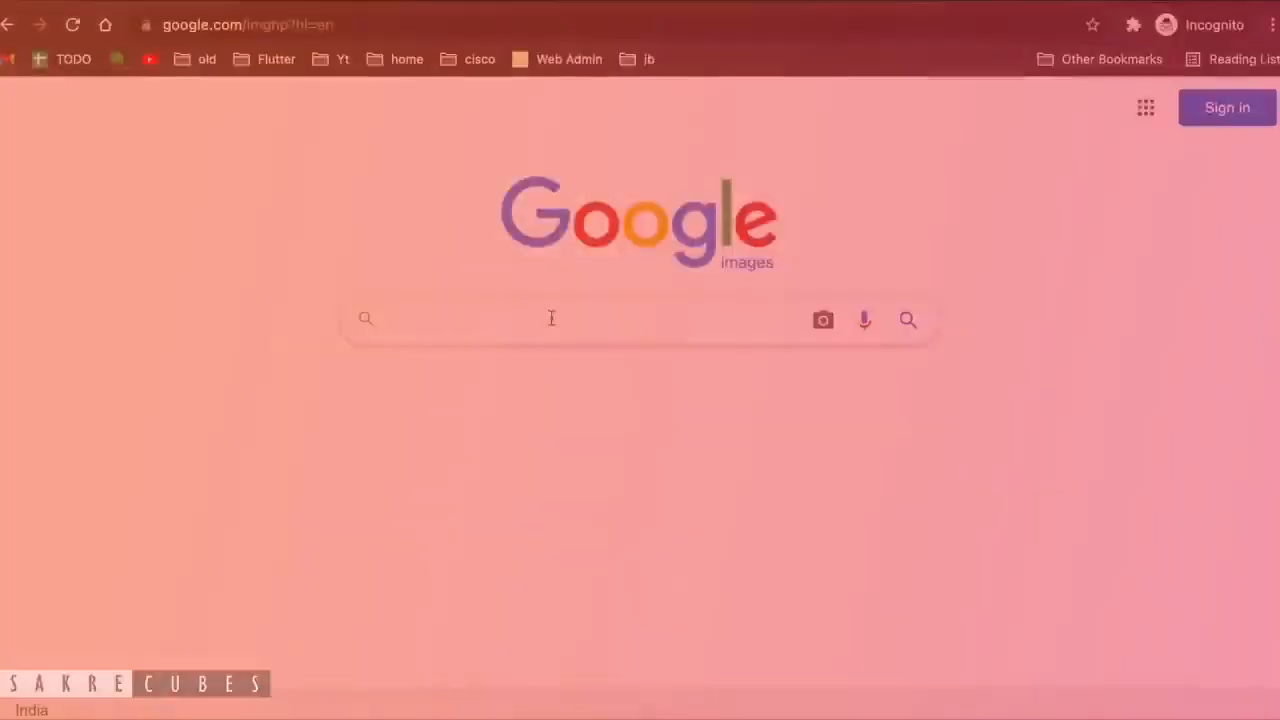 google.com/imghp?hl=en
Incognito
TODO old Flutter Yt home cisco Web Admin jb Other Bookmarks Reading List
Sign in
Google
images
SAKRECUBES
India